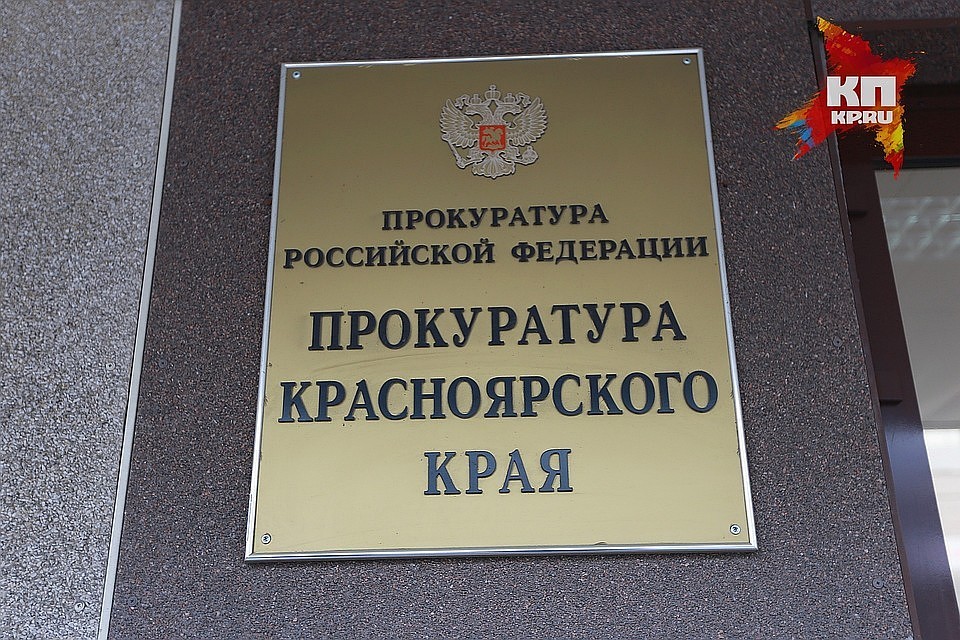 КП
KP.RU
ПРОКУРАТУРА
РОССИЙСКОЙ ФЕДЕРАЦИИ
ПРОКУРАТУРА
КРАСНОЯРСКОГО
КРАЯ